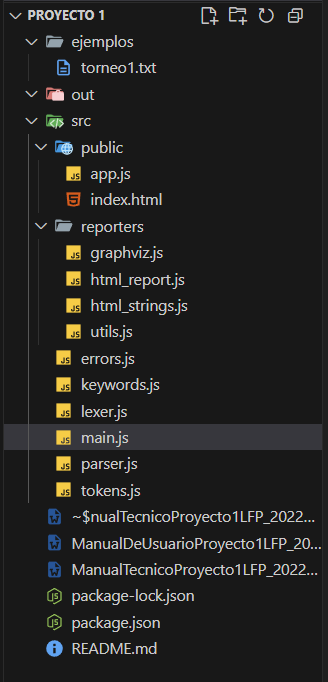 PROYECTO 1
ejemplos
torneo1.txt
out
src
public
app.js
index.html
reporters
graphviz.js
html_report.js
html_strings.js
utils.js
errors.js
keywords.js
lexer.js
main.js
parser.js
tokens.js
~$nualTecnicoProyecto1LFP_2022...
ManualDeUsuarioProyecto1LFP_20...
ManualTecnicoProyecto1LFP_2022...
package-lock.json
package.json
README.md